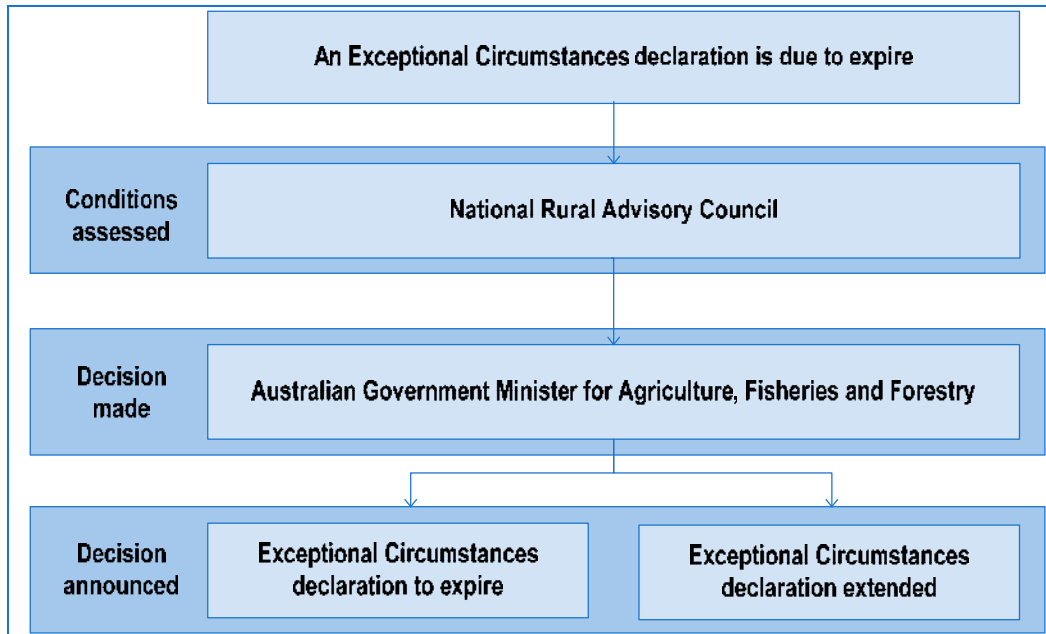 An Exceptional Circumstances declaration is due to expire
Conditions
assessed
National Rural Advisory Council
Decision
made
Australian Government Minister for Agriculture, Fisheries and Forestry
Decision
announced
Exceptional Circumstances
declaration to expire
Exceptional Circumstances
declaration extended